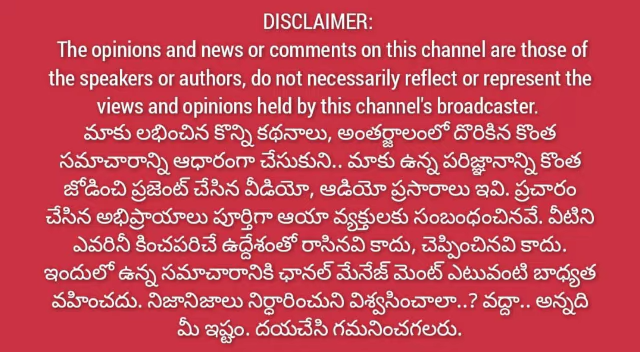 DISCLAIMER:
The opinions and news or comments on this channel are those of
the speakers or authors, do not necessarily reflect or represent the
views and opinions held by this channel's broadcaster.
మాకు లభించిన కొన్ని కథనాలు, అంతర్జాలంలో దొరికిన కొంత
సమాచారాన్ని ఆధారంగా చేసుకుని.. మాకు ఉన్న పరిజ్ఞానాన్ని కొంత
జోడించి ప్రజెంట్ చేసిన వీడియో, ఆడియో ప్రసారాలు ఇవి. ప్రచారం
చేసిన అభిప్రాయాలు పూర్తిగా ఆయా వ్యక్తులకు సంబంధించినవే. వీటిని
ఎవరినీ కించపరిచే ఉద్దేశంతో రాసినవి కాదు, చెప్పించినవి కాదు.
ఇందులో ఉన్న సమాచారానికి ఛానల్ మేనేజ్ మెంట్ ఎటువంటి బాధ్యత
వహించదు. నిజానిజాలు నిర్ధారించుని విశ్వసించాలా..? వద్దా.. అన్నది
మీ ఇష్టం. దయచేసి గమనించగలరు.